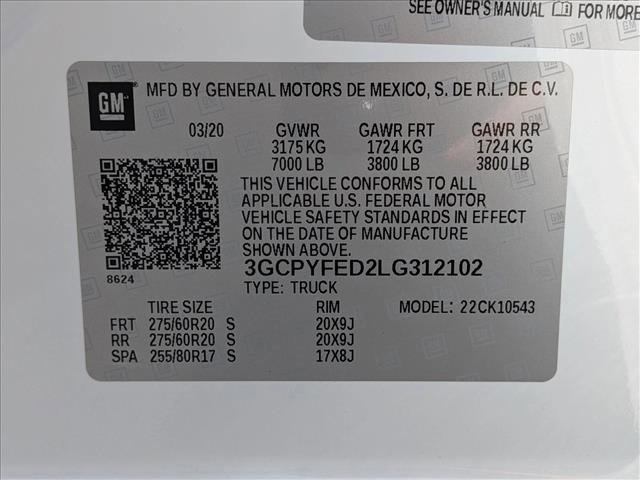 SEE OWNER'S MANUAL FOR MORE
GM MFD BY GENERAL MOTORS DE MEXICO, S. DE R.L. DE C.V.
03/20 GVWR GAWR FRT GAWR RR
3175 KG 1724 KG 1724 KG
7000 LB 3800 LB 3800 LB
THIS VEHICLE CONFORMS TO ALL
APPLICABLE U.S. FEDERAL MOTOR
VEHICLE SAFETY STANDARDS IN EFFECT
ON THE DATE OF MANUFACTURE
SHOWN ABOVE.
3GCPYFED2LG312102
8624 TYPE: TRUCK
TIRE SIZE RIM MODEL: 22CK10543
FRT 275/60R20 S 20X9J
RR 275/60R20 S 20X9J
SPA 255/80R17 S 17X8J